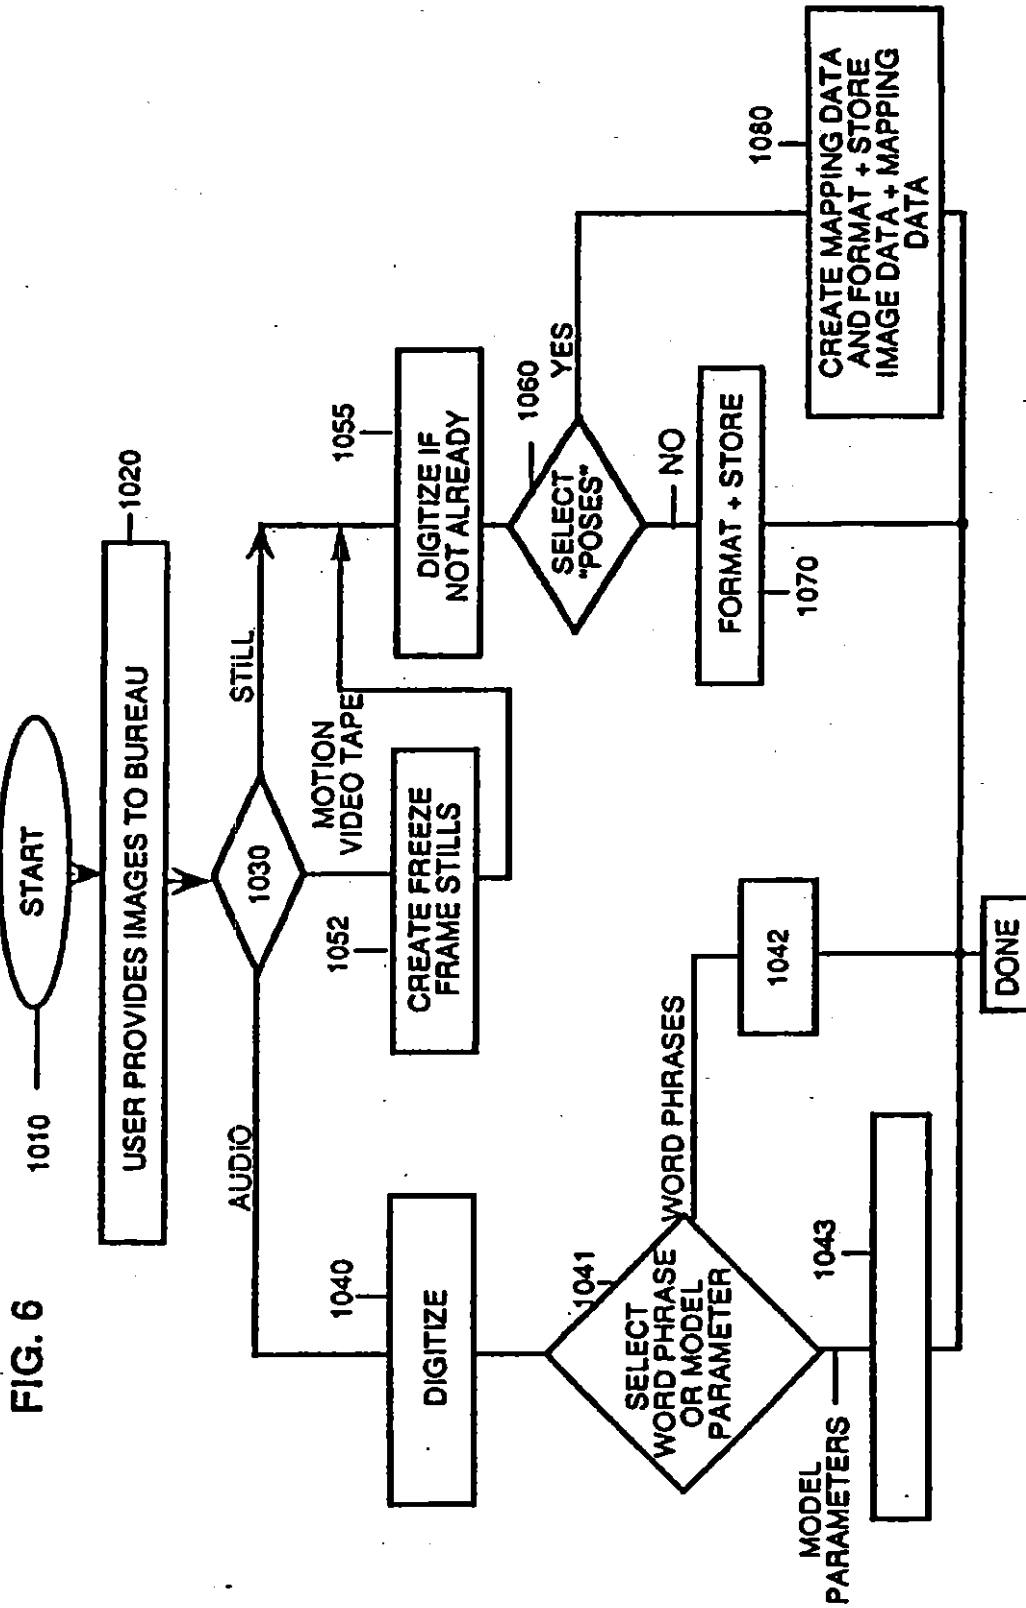 FIG. 6
START
1010
USER PROVIDES IMAGES TO BUREAU
1020
1030
AUDIO
STILL
MOTION
VIDEO TAPE
1040
DIGITIZE
1052
CREATE FREEZE
FRAME STILLS
1055
DIGITIZE IF
NOT ALREADY
1041
SELECT
WORD PHRASE
OR MODEL
PARAMETER
WORD PHRASES
1042
MODEL
PARAMETERS
1043
1060
SELECT
"POSES"
YES
NO
FORMAT + STORE
1070
1080
CREATE MAPPING DATA
AND FORMAT + STORE
IMAGE DATA + MAPPING
DATA
DONE